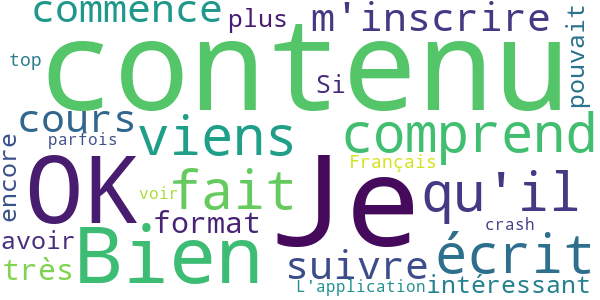 commence plus m'inscrire
top contenu pouvait
Si
cours viens comprend
encore parfois OK Français
voir fait Je qu'il
avoir format crash
très Bien suivre écrit
L'application intéressant